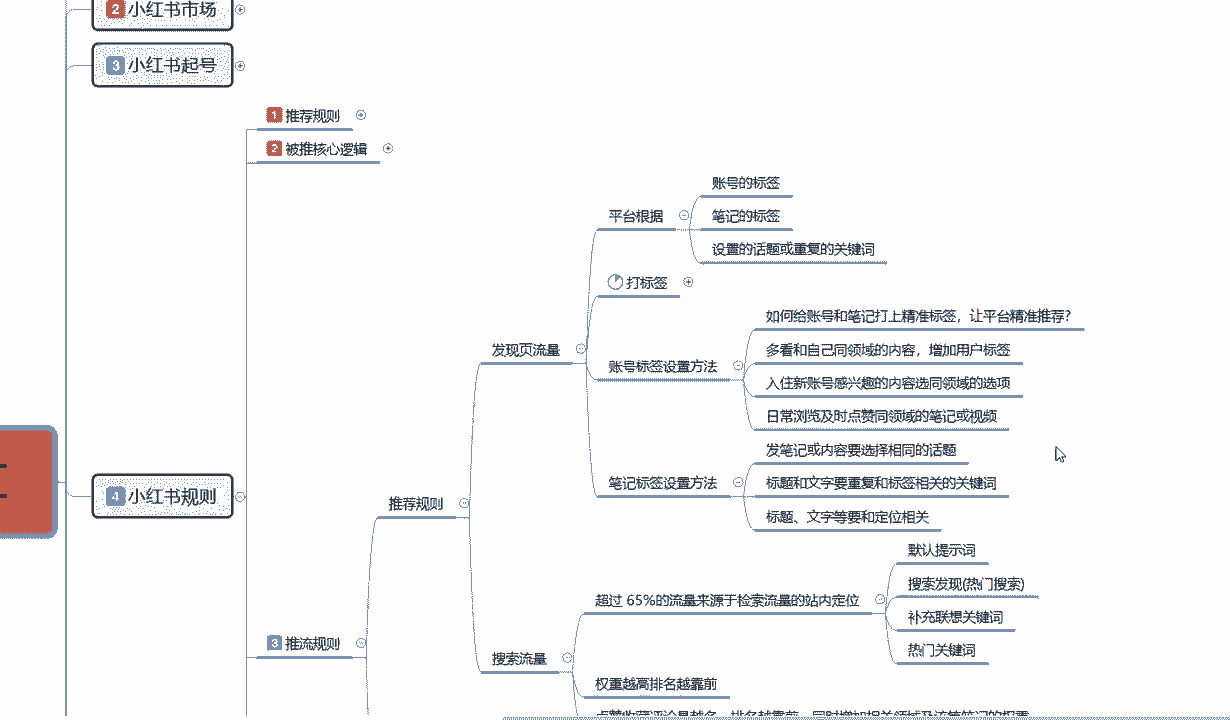 2 小红书市场
3 小红书起号
1 推荐规则
2 被推核心逻辑
账号的标签
平台根据
笔记的标签
设置的话题或重复的关键词
打标签
如何给账号和笔记打上精准标签，让平台精准推荐？
发现页流量
多看和自己同领域的内容，增加用户标签
账号标签设置方法
入住新账号感兴趣的内容选同领域的选项
日常浏览及时点赞同领域的笔记或视频
发笔记或内容要选择相同的话题
笔记标签设置方法
标题和文字要重复和标签相关的关键词
4 小红书规则
推荐规则
标题、文字等要和定位相关
默认提示词
搜索发现(热门搜索)
超过 65%的流量来源于检索流量的站内定位
补充联想关键词
3 推流规则
热门关键词
搜索流量
权重越高排名越靠前